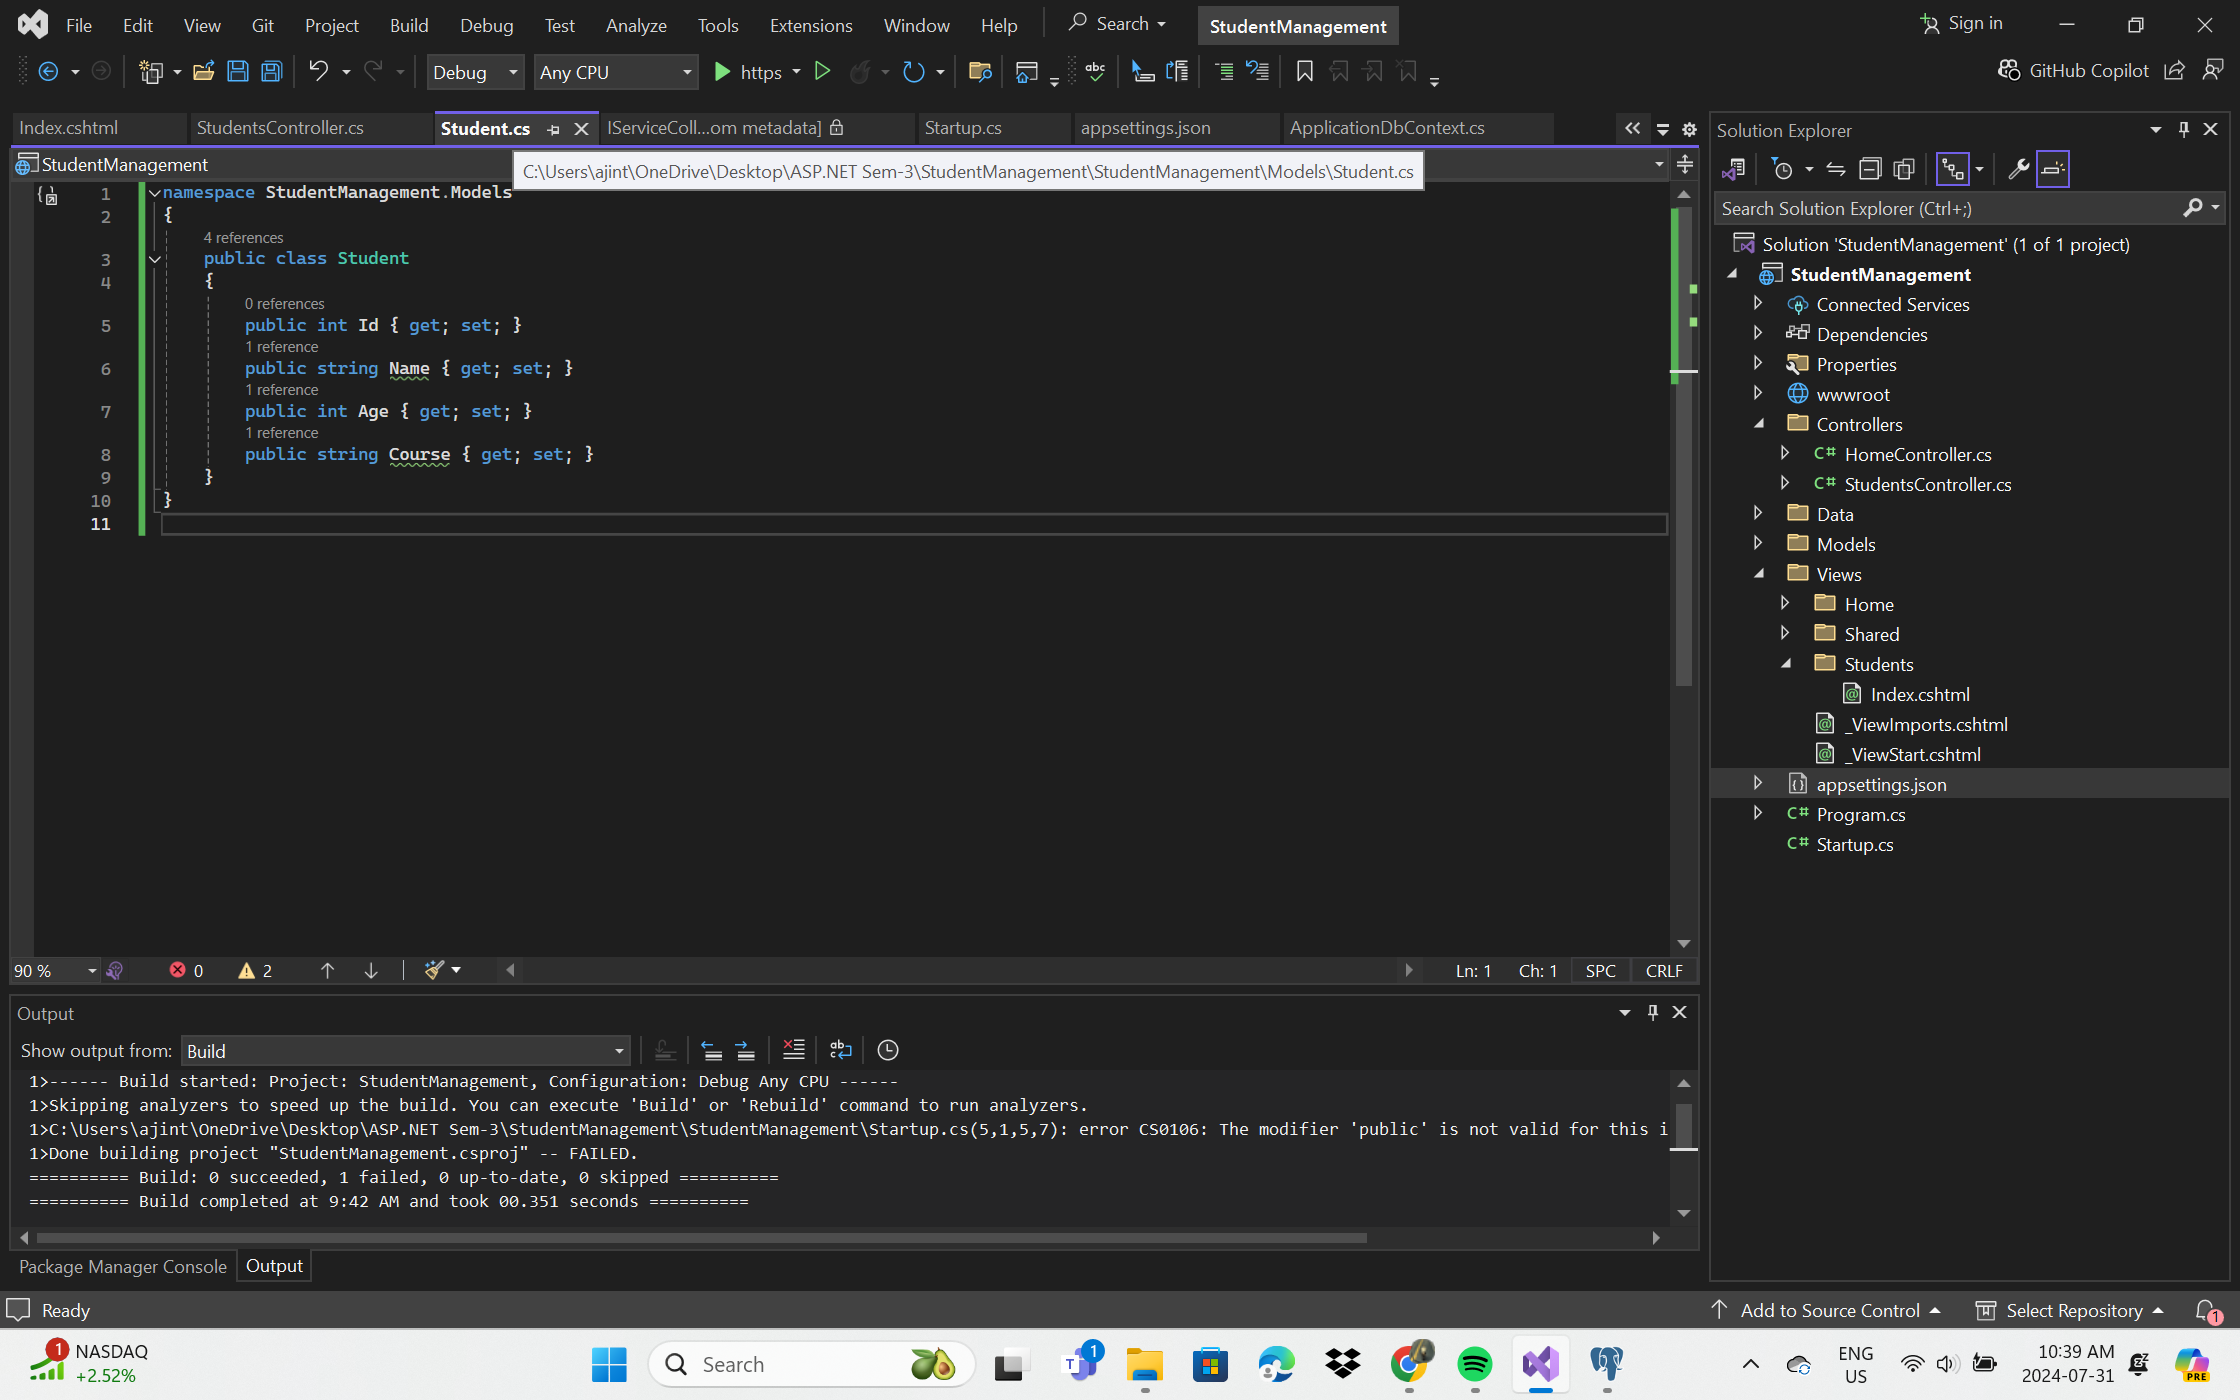 File Edit View Git Project Build Debug Test Analyze Tools Extensions Window Help Search StudentManagement Sign in
Debug Any CPU https abc GitHub Copilot
Index.cshtml StudentsController.cs Student.cs IServiceColl...om metadata] Startup.cs appsettings.json ApplicationDbContext.cs
StudentManagement
C:\Users\ajint\OneDrive\Desktop\ASP.NET Sem-3\StudentManagement\StudentManagement\Models\Student.cs
1 namespace StudentManagement.Models
2 {
4 references
3 public class Student
4 {
0 references
5 public int Id { get; set; }
1 reference
6 public string Name { get; set; }
1 reference
7 public int Age { get; set; }
1 reference
8 public string Course { get; set; }
9 }
10 }
11
90 % 0 2 Ln: 1 Ch: 1 SPC CRLF
Output
Show output from: Build
1>------ Build started: Project: StudentManagement, Configuration: Debug Any CPU ------
1>Skipping analyzers to speed up the build. You can execute 'Build' or 'Rebuild' command to run analyzers.
1>C:\Users\ajint\OneDrive\Desktop\ASP.NET Sem-3\StudentManagement\StudentManagement\Startup.cs(5,1,5,7): error CS0106: The modifier 'public' is not valid for this i
1>Done building project "StudentManagement.csproj" -- FAILED.
========== Build: 0 succeeded, 1 failed, 0 up-to-date, 0 skipped ==========
========== Build completed at 9:42 AM and took 00.351 seconds ==========
Package Manager Console Output
Solution Explorer
Search Solution Explorer (Ctrl+;)
Solution 'StudentManagement' (1 of 1 project)
StudentManagement
Connected Services
Dependencies
Properties
wwwroot
Controllers
C# HomeController.cs
C# StudentsController.cs
Data
Models
Views
Home
Shared
Students
Index.cshtml
_ViewImports.cshtml
_ViewStart.cshtml
appsettings.json
C# Program.cs
C# Startup.cs
Ready Add to Source Control Select Repository 1
1 NASDAQ
+2.52%
Search
T 1
ENG
US
10:39 AM
2024-07-31
PRE